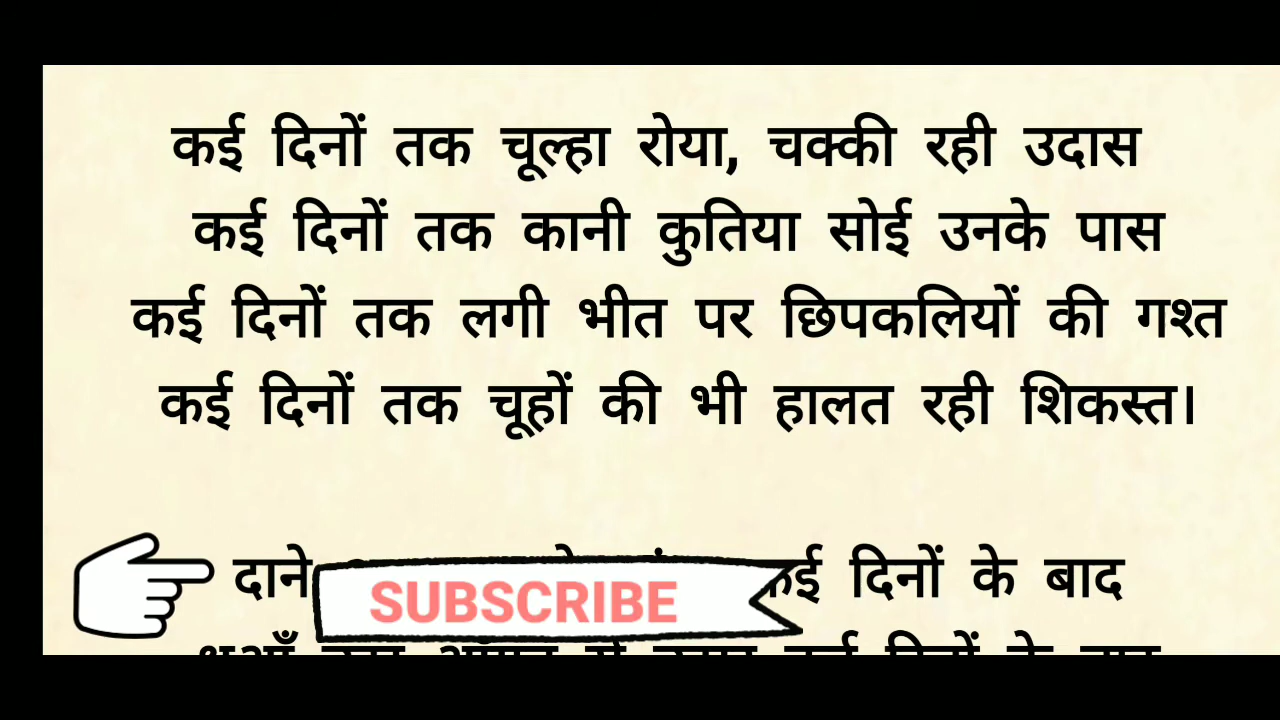 कई दिनों तक चूल्हा रोया, चक्की रही उदास
कई दिनों तक कानी कुतिया सोई उनके पास
कई दिनों तक लगी भीत पर छिपकलियों की गश्त
कई दिनों तक चूहों की भी हालत रही शिकस्त।
दाने कई दिनों के बाद
SUBSCRIBE